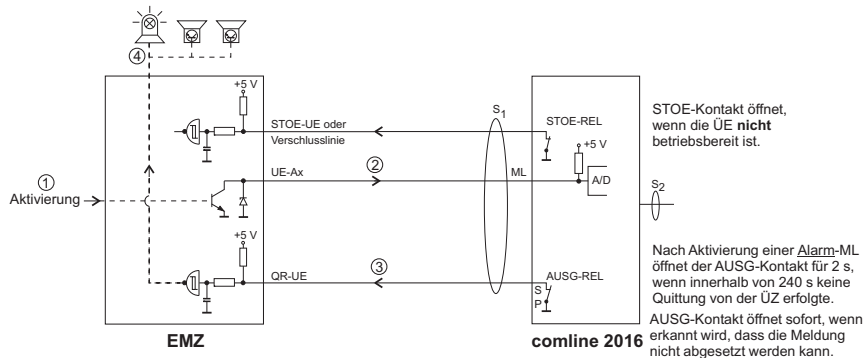 ④
+5 V
STOE-UE oder
Verschlusslinie
S1
STOE-REL
+5 V
STOE-Kontakt öffnet,
wenn die ÜE nicht
betriebsbereit ist.
①
Aktivierung
UE-Ax
②
ML
A/D
S2
+5 V
QR-UE
③
AUSG-REL
S
P
Nach Aktivierung einer Alarm-ML
öffnet der AUSG-Kontakt für 2 s,
wenn innerhalb von 240 s keine
Quittung von der ÜZ erfolgte.
AUSG-Kontakt öffnet sofort, wenn
erkannt wird, dass die Meldung
nicht abgesetzt werden kann.
EMZ
comline 2016